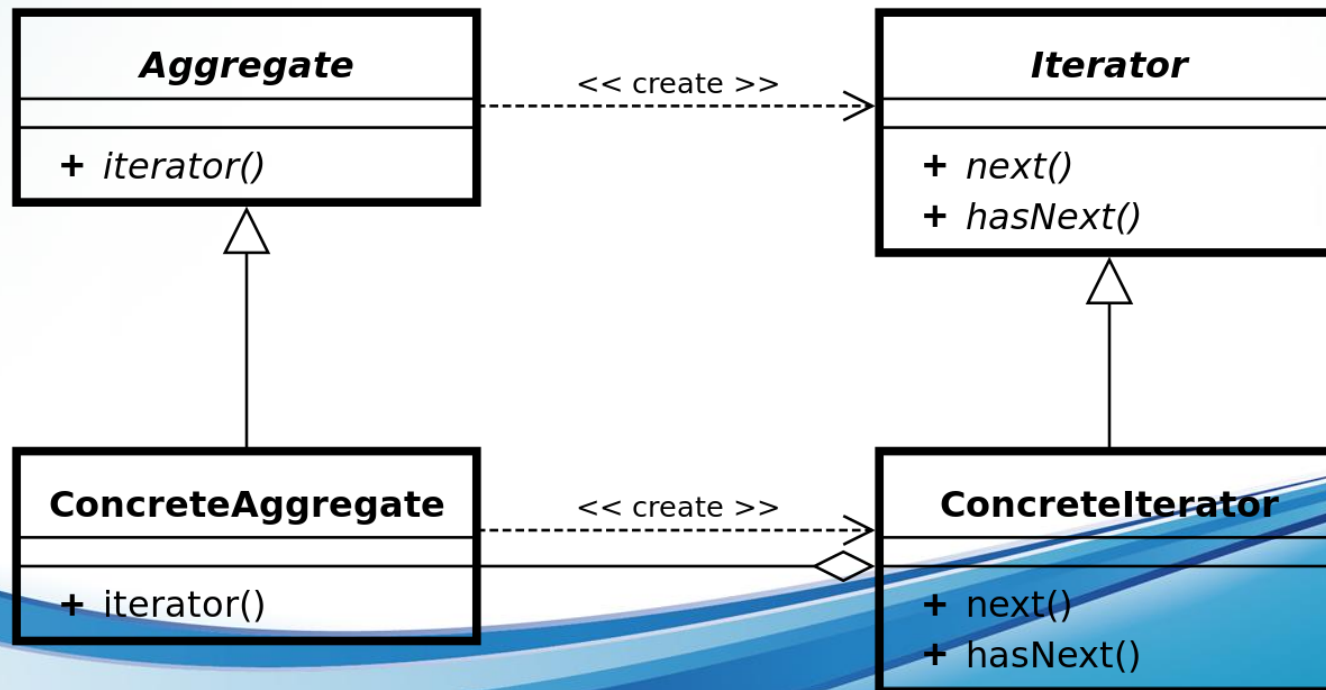 Aggregate
<< create >>
Iterator
+ iterator()
+ next()
+ hasNext()
ConcreteAggregate
<< create >>
ConcreteIterator
+ iterator()
+ next()
+ hasNext()